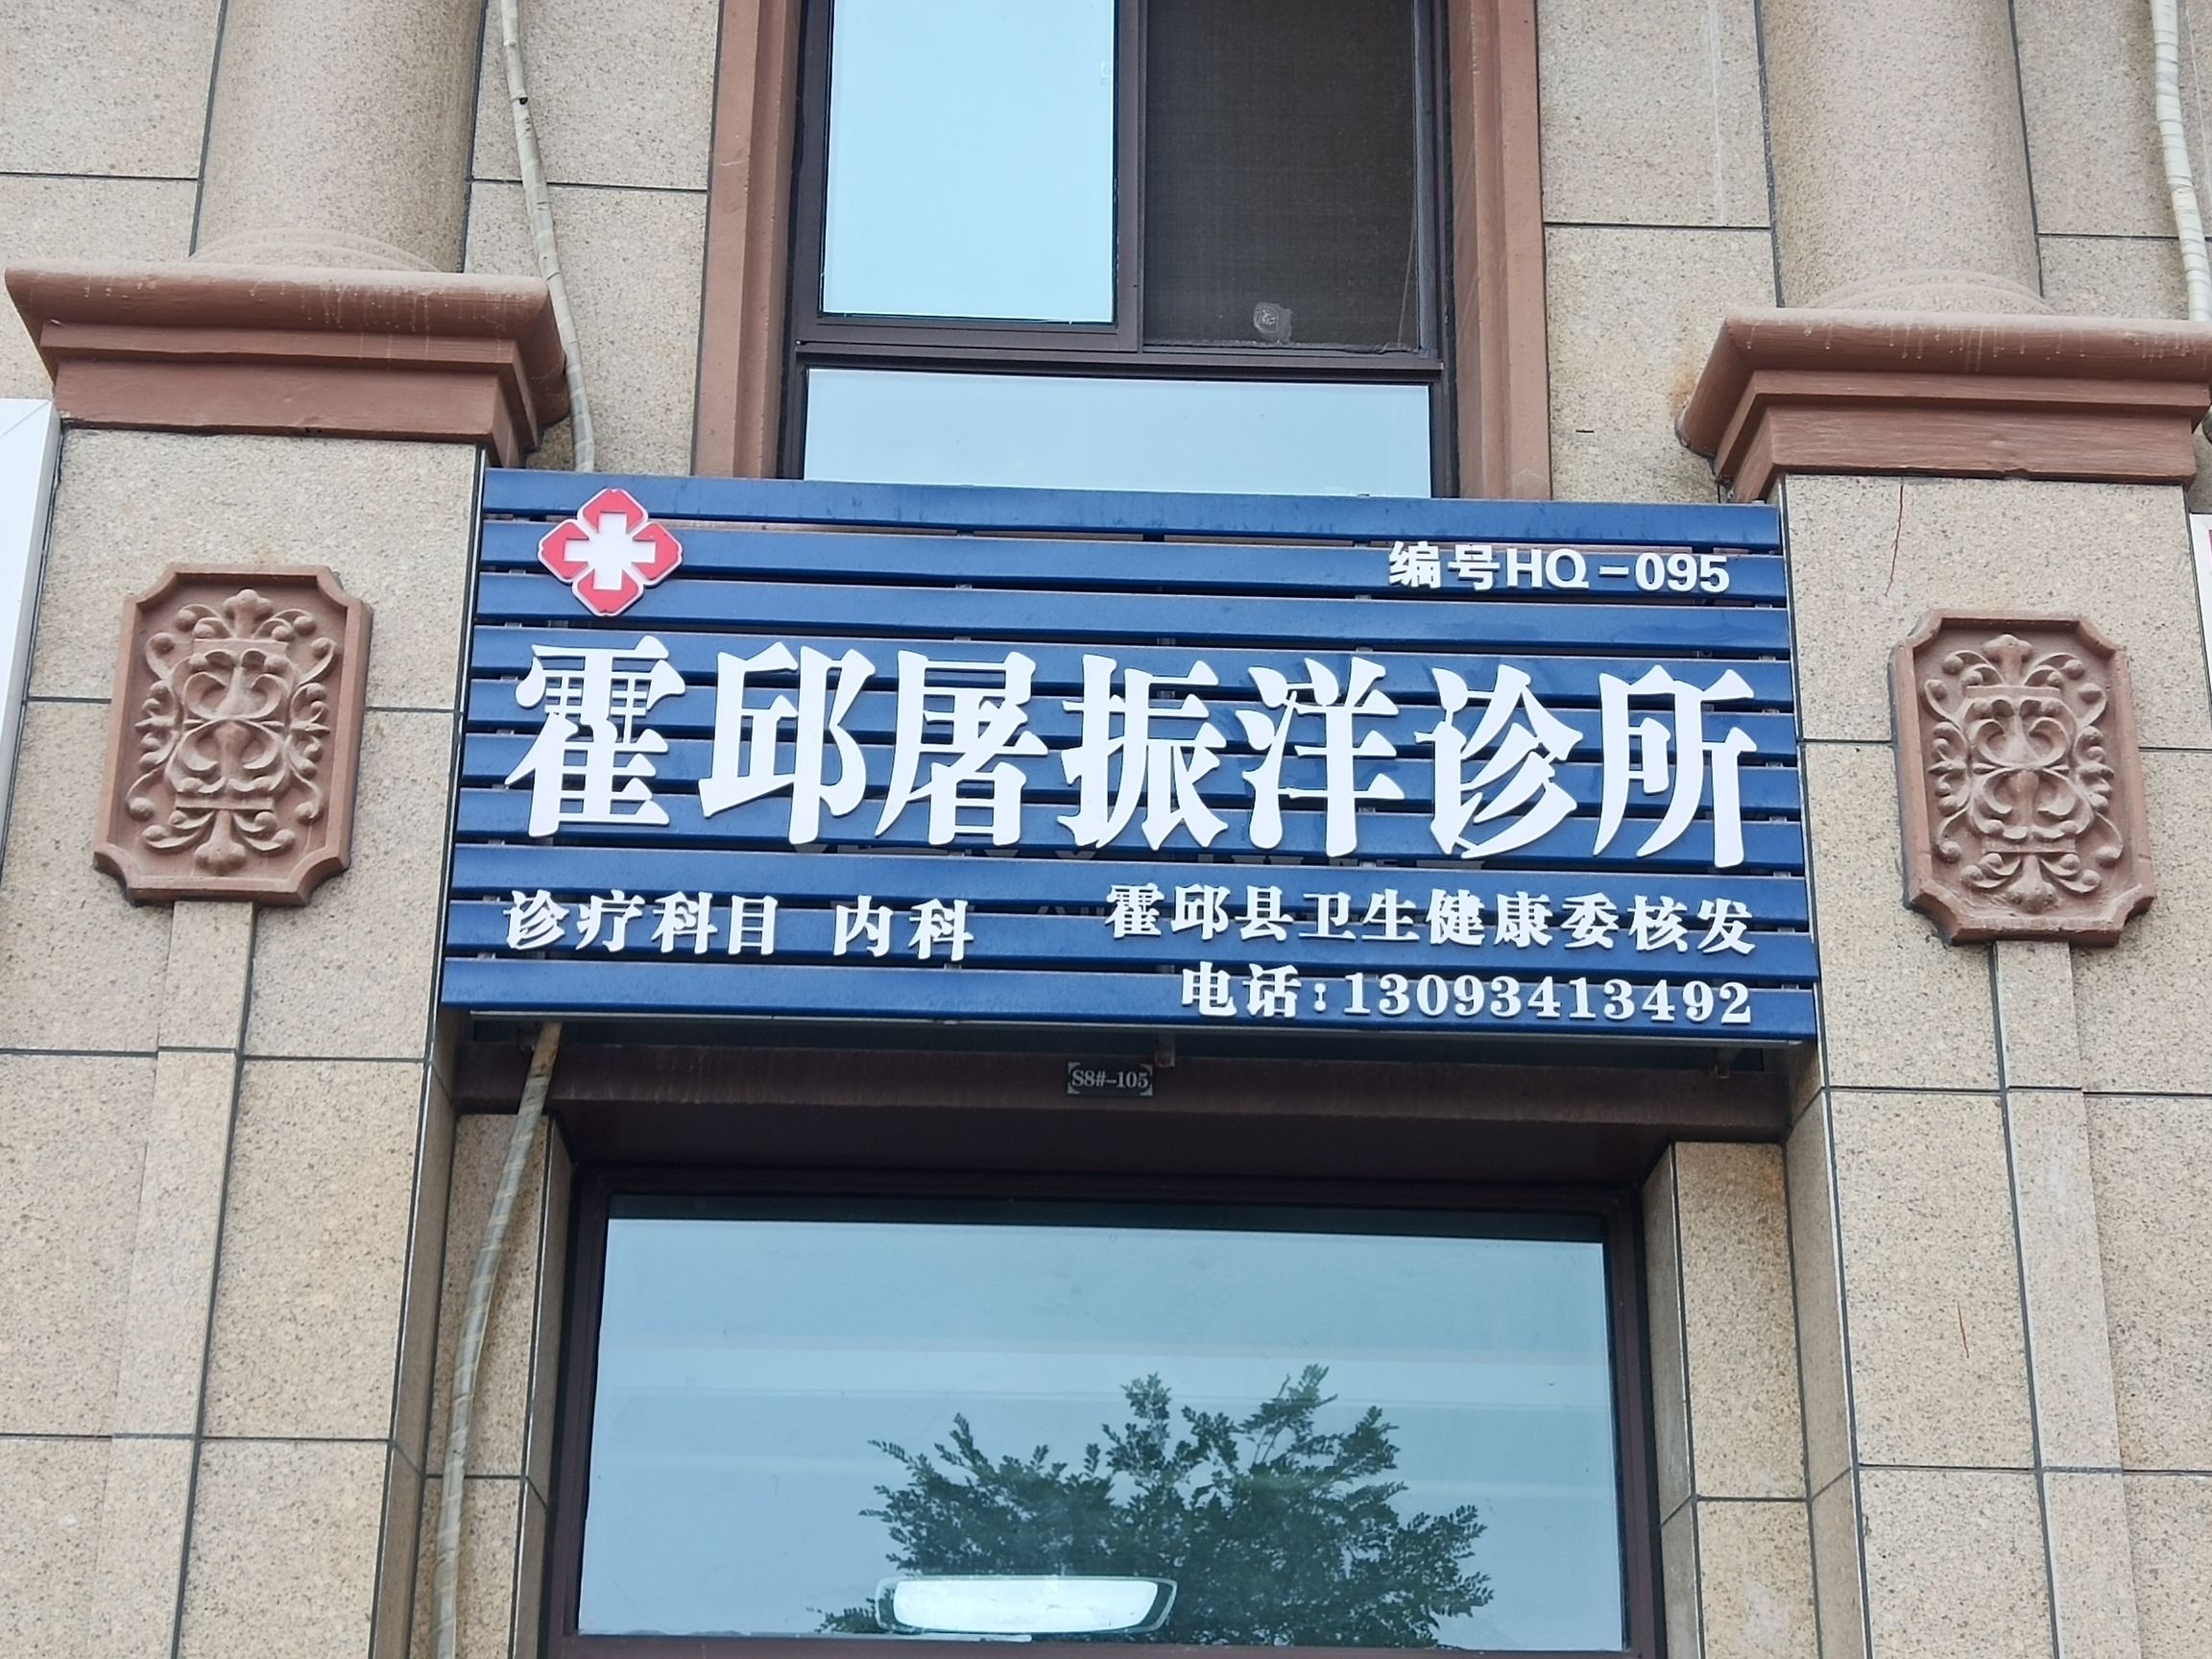 编号HQ-095
霍邱屠振洋诊所
诊疗科目 内科
霍邱县卫生健康委核发
电话:13093413492
S8#-105